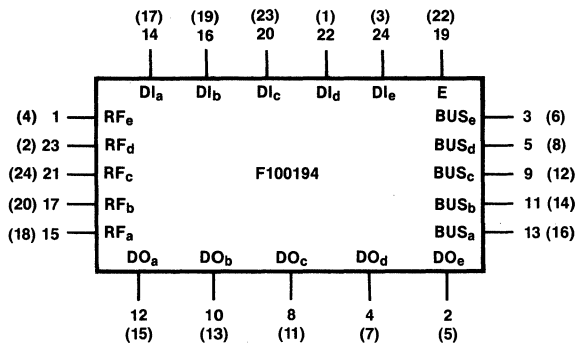 (17) (19) (23) (1) (3) (22)
14 16 20 22 24 19
DIa DIb DIc DId DIe E
(4) 1 RFe BUSe 3 (6)
(2) 23 RFd BUSd 5 (8)
(24) 21 RFc F100194 BUSc 9 (12)
(20) 17 RFb BUSb 11 (14)
(18) 15 RFa BUSa 13 (16)
DOa DOb DOc DOd DOe
12 10 8 4 2
(15) (13) (11) (7) (5)